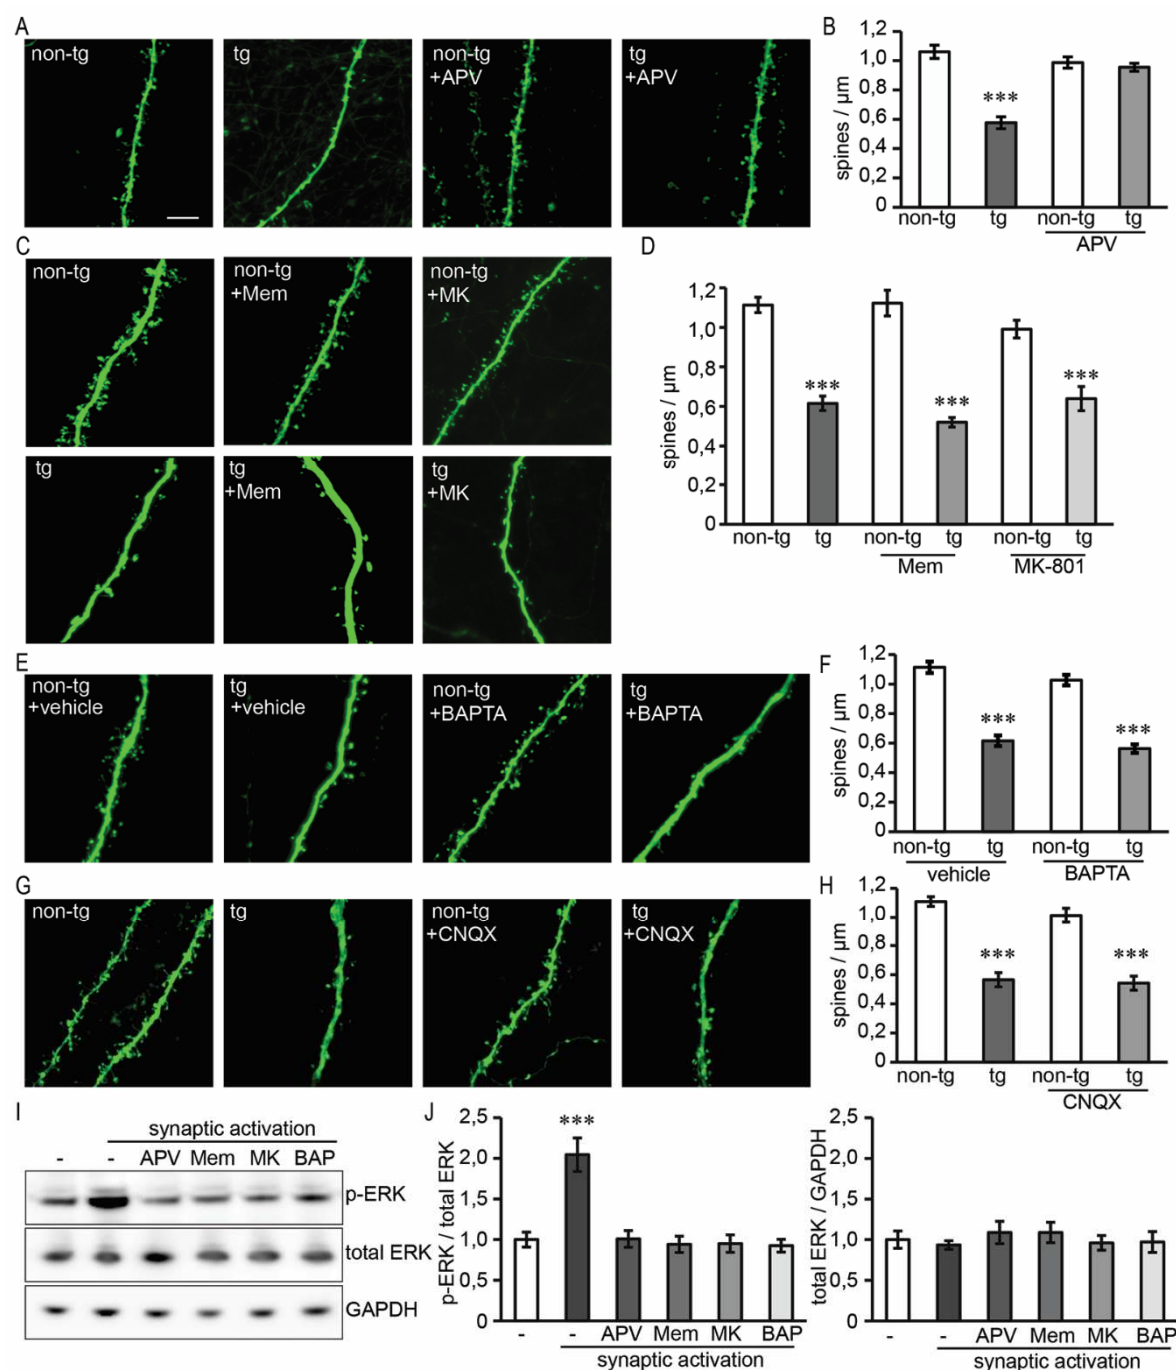 A
non-tg
tg
non-tg
+APV
tg
+APV
B
spines / µm
1,2
1,0
0,8
0,6
0,4
0,2
0
***
non-tg tg non-tg tg
APV
C
non-tg
non-tg
+Mem
non-tg
+MK
tg
tg
+Mem
tg
+MK
D
spines / µm
1,2
1,0
0,8
0,6
0,4
0,2
0
*** *** ***
non-tg tg non-tg tg non-tg tg
Mem MK-801
E
non-tg
+vehicle
tg
+vehicle
non-tg
+BAPTA
tg
+BAPTA
F
spines / µm
1,2
1,0
0,8
0,6
0,4
0,2
0
*** ***
non-tg tg non-tg tg
vehicle BAPTA
G
non-tg
tg
non-tg
+CNQX
tg
+CNQX
H
spines / µm
1,2
1,0
0,8
0,6
0,4
0,2
0
*** ***
non-tg tg non-tg tg
CNQX
I
synaptic activation
- - APV Mem MK BAP
p-ERK
total ERK
GAPDH
J
p-ERK / total ERK
2,5
2,0
1,5
1,0
0,5
0
***
- - APV Mem MK BAP
synaptic activation
total ERK / GAPDH
2,5
2,0
1,5
1,0
0,5
0
- - APV Mem MK BAP
synaptic activation